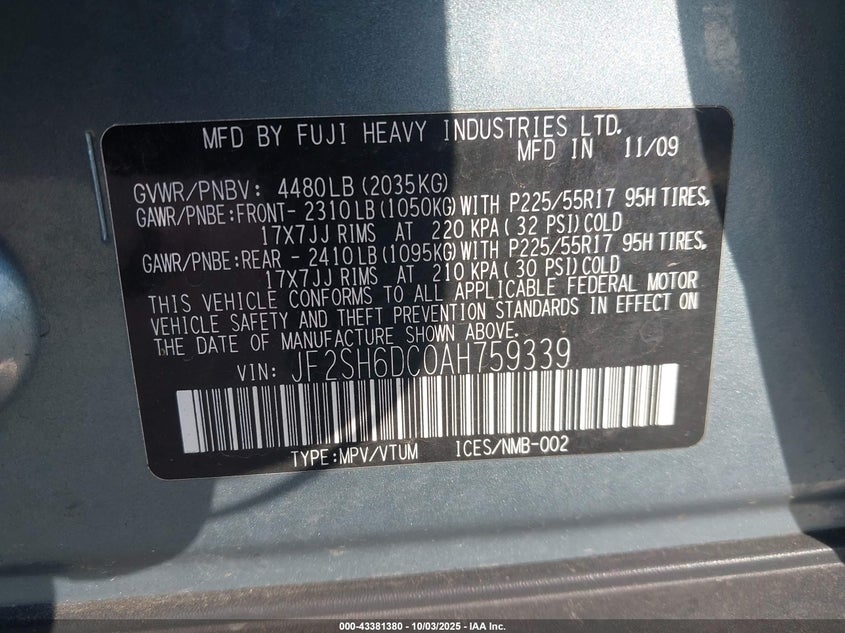 MFD BY FUJI HEAVY INDUSTRIES LTD.
MFD IN 11/09
GVWR/PNBV: 4480LB (2035KG)
GAWR/PNBE:FRONT- 2310LB (1050KG) WITH P225/55R17 95H TIRES,
17X7JJ RIMS AT 220 KPA ( 32 PSI) COLD
GAWR/PNBE:REAR - 2410LB (1095KG) WITH P225/55R17 95H TIRES,
17X7JJ RIMS AT 210 KPA ( 30 PSI) COLD
THIS VEHICLE CONFORMS TO ALL APPLICABLE FEDERAL MOTOR
VEHICLE SAFETY AND THEFT PREVENTION STANDARDS IN EFFECT ON
THE DATE OF MANUFACTURE SHOWN ABOVE.
VIN: JF2SH6DC0AH759339
TYPE:MPV/VTUM ICES/NMB-002
000-43381380 - 10/03/2025 - IAA Inc.